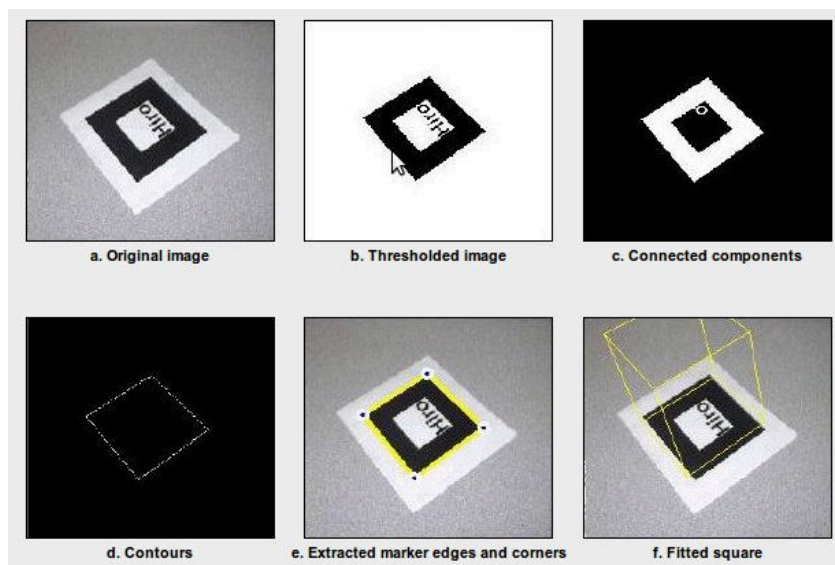 Hiro
Hiro
a. Original image
b. Thresholded image
c. Connected components
Hiro
Hiro
d. Contours
e. Extracted marker edges and corners
f. Fitted square